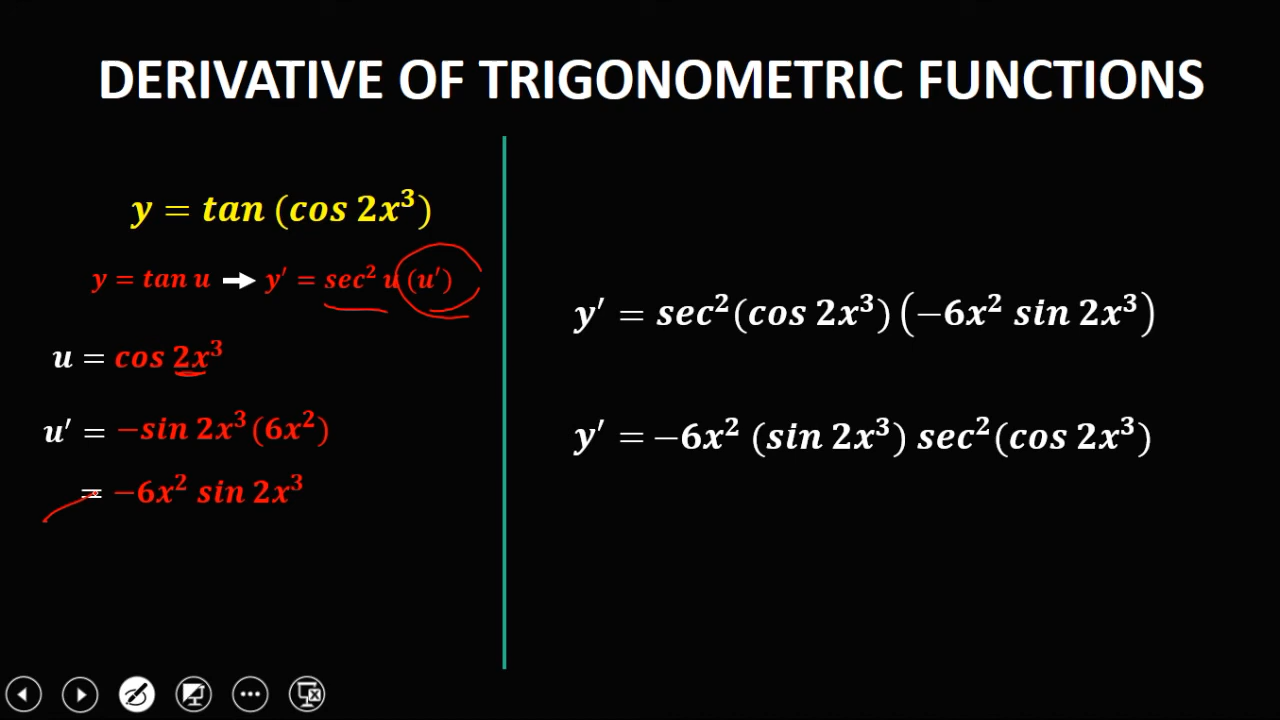 DERIVATIVE OF TRIGONOMETRIC FUNCTIONS
y = tan (cos 2x³)
y = tan u → y′ = sec² u (u′)
u = cos 2x³
u′ = −sin 2x³ (6x²)
= −6x² sin 2x³
y′ = sec²(cos 2x³) (−6x² sin 2x³)
y′ = −6x² (sin 2x³) sec²(cos 2x³)